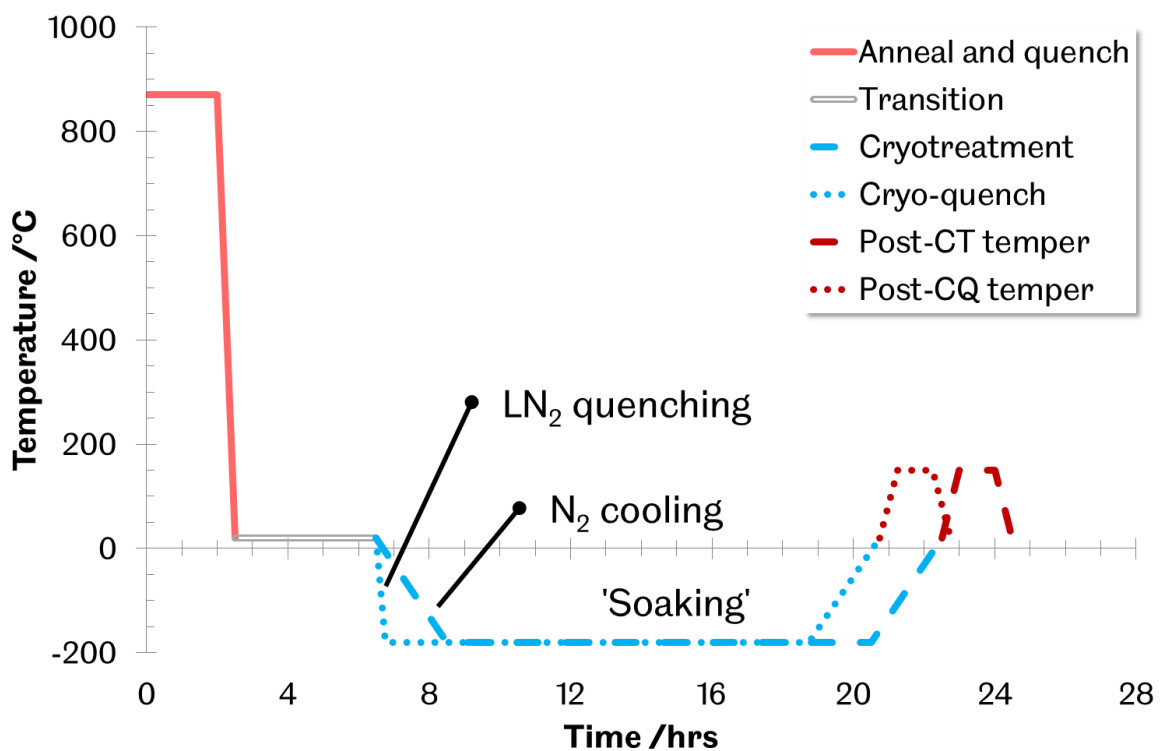 1000
800
600
400
200
0
-200
Temperature /°C
Anneal and quench
Transition
Cryotreatment
Cryo-quench
Post-CT temper
Post-CQ temper
LN₂ quenching
N₂ cooling
'Soaking'
0 4 8 12 16 20 24 28
Time /hrs